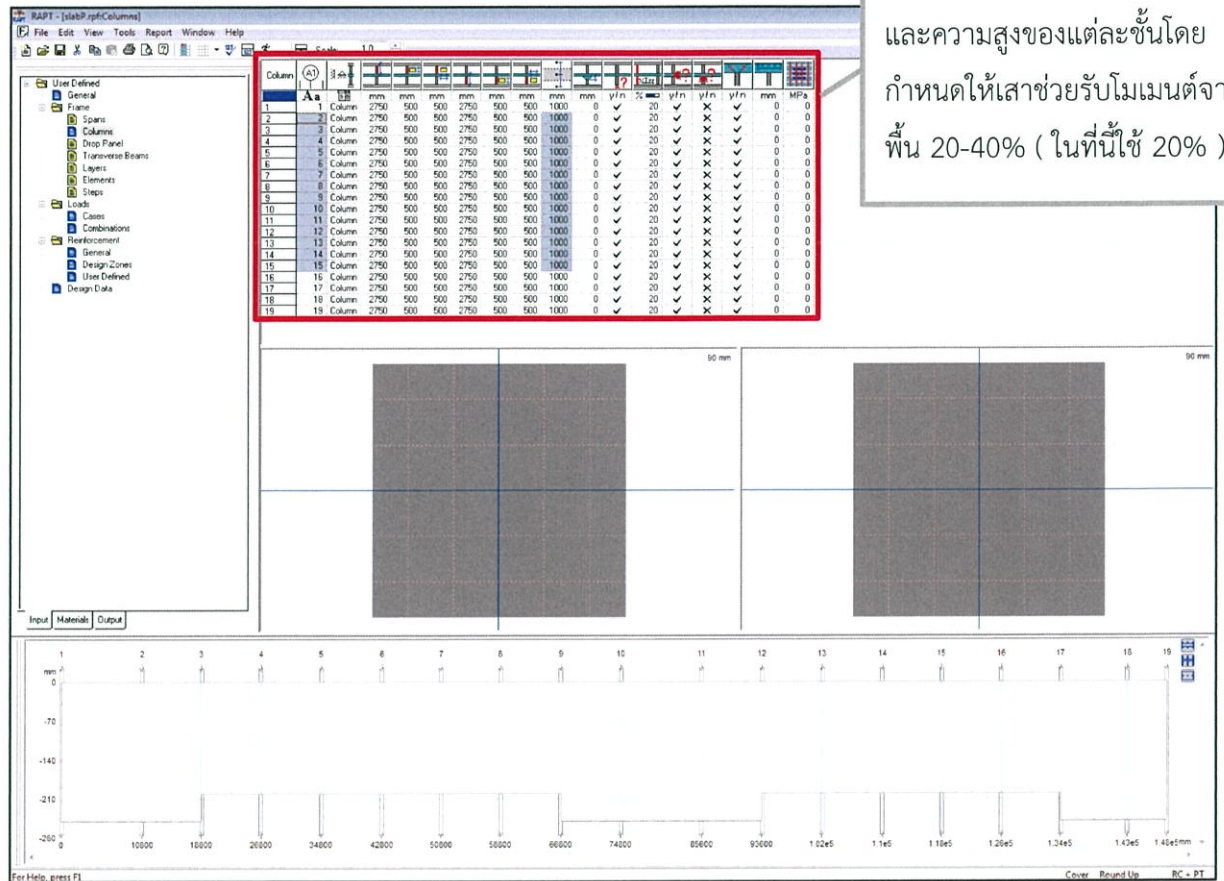 RAPT - [slabP.rpf:Columns]
File Edit View Tools Report Window Help
Scale: 1.0
และความสูงของแต่ละชั้นโดย
กำหนดให้เสาช่วยรับโมเมนต์จา
พื้น 20-40% ( ในที่นี้ใช้ 20% )
User Defined
General
Frame
Spans
Columns
Drop Panel
Transverse Beams
Layers
Elements
Steps
Loads
Cases
Combinations
Reinforcement
General
Design Zones
User Defined
Design Data
Column A1
Aa mm mm mm mm mm mm mm mm y/n % y/n y/n y/n mm MPa
1 1 Column 2750 500 500 2750 500 500 1000 0 ✓ 20 ✓ ✗ ✓ 0 0
2 2 Column 2750 500 500 2750 500 500 1000 0 ✓ 20 ✓ ✗ ✓ 0 0
3 3 Column 2750 500 500 2750 500 500 1000 0 ✓ 20 ✓ ✗ ✓ 0 0
4 4 Column 2750 500 500 2750 500 500 1000 0 ✓ 20 ✓ ✗ ✓ 0 0
5 5 Column 2750 500 500 2750 500 500 1000 0 ✓ 20 ✓ ✗ ✓ 0 0
6 6 Column 2750 500 500 2750 500 500 1000 0 ✓ 20 ✓ ✗ ✓ 0 0
7 7 Column 2750 500 500 2750 500 500 1000 0 ✓ 20 ✓ ✗ ✓ 0 0
8 8 Column 2750 500 500 2750 500 500 1000 0 ✓ 20 ✓ ✗ ✓ 0 0
9 9 Column 2750 500 500 2750 500 500 1000 0 ✓ 20 ✓ ✗ ✓ 0 0
10 10 Column 2750 500 500 2750 500 500 1000 0 ✓ 20 ✓ ✗ ✓ 0 0
11 11 Column 2750 500 500 2750 500 500 1000 0 ✓ 20 ✓ ✗ ✓ 0 0
12 12 Column 2750 500 500 2750 500 500 1000 0 ✓ 20 ✓ ✗ ✓ 0 0
13 13 Column 2750 500 500 2750 500 500 1000 0 ✓ 20 ✓ ✗ ✓ 0 0
14 14 Column 2750 500 500 2750 500 500 1000 0 ✓ 20 ✓ ✗ ✓ 0 0
15 15 Column 2750 500 500 2750 500 500 1000 0 ✓ 20 ✓ ✗ ✓ 0 0
16 16 Column 2750 500 500 2750 500 500 1000 0 ✓ 20 ✓ ✗ ✓ 0 0
17 17 Column 2750 500 500 2750 500 500 1000 0 ✓ 20 ✓ ✗ ✓ 0 0
18 18 Column 2750 500 500 2750 500 500 1000 0 ✓ 20 ✓ ✗ ✓ 0 0
19 19 Column 2750 500 500 2750 500 500 1000 0 ✓ 20 ✓ ✗ ✓ 0 0
90 mm 90 mm
Input Materials Output
1 2 3 4 5 6 7 8 9 10 11 12 13 14 15 16 17 18 19
mm
0
-70
-140
-210
-280
0 10800 18800 26800 34800 42800 50800 58800 66800 74800 85800 93800 1.02e5 1.1e5 1.18e5 1.26e5 1.34e5 1.43e5 1.48e5mm
For Help, press F1 Cover Round Up RC + PT